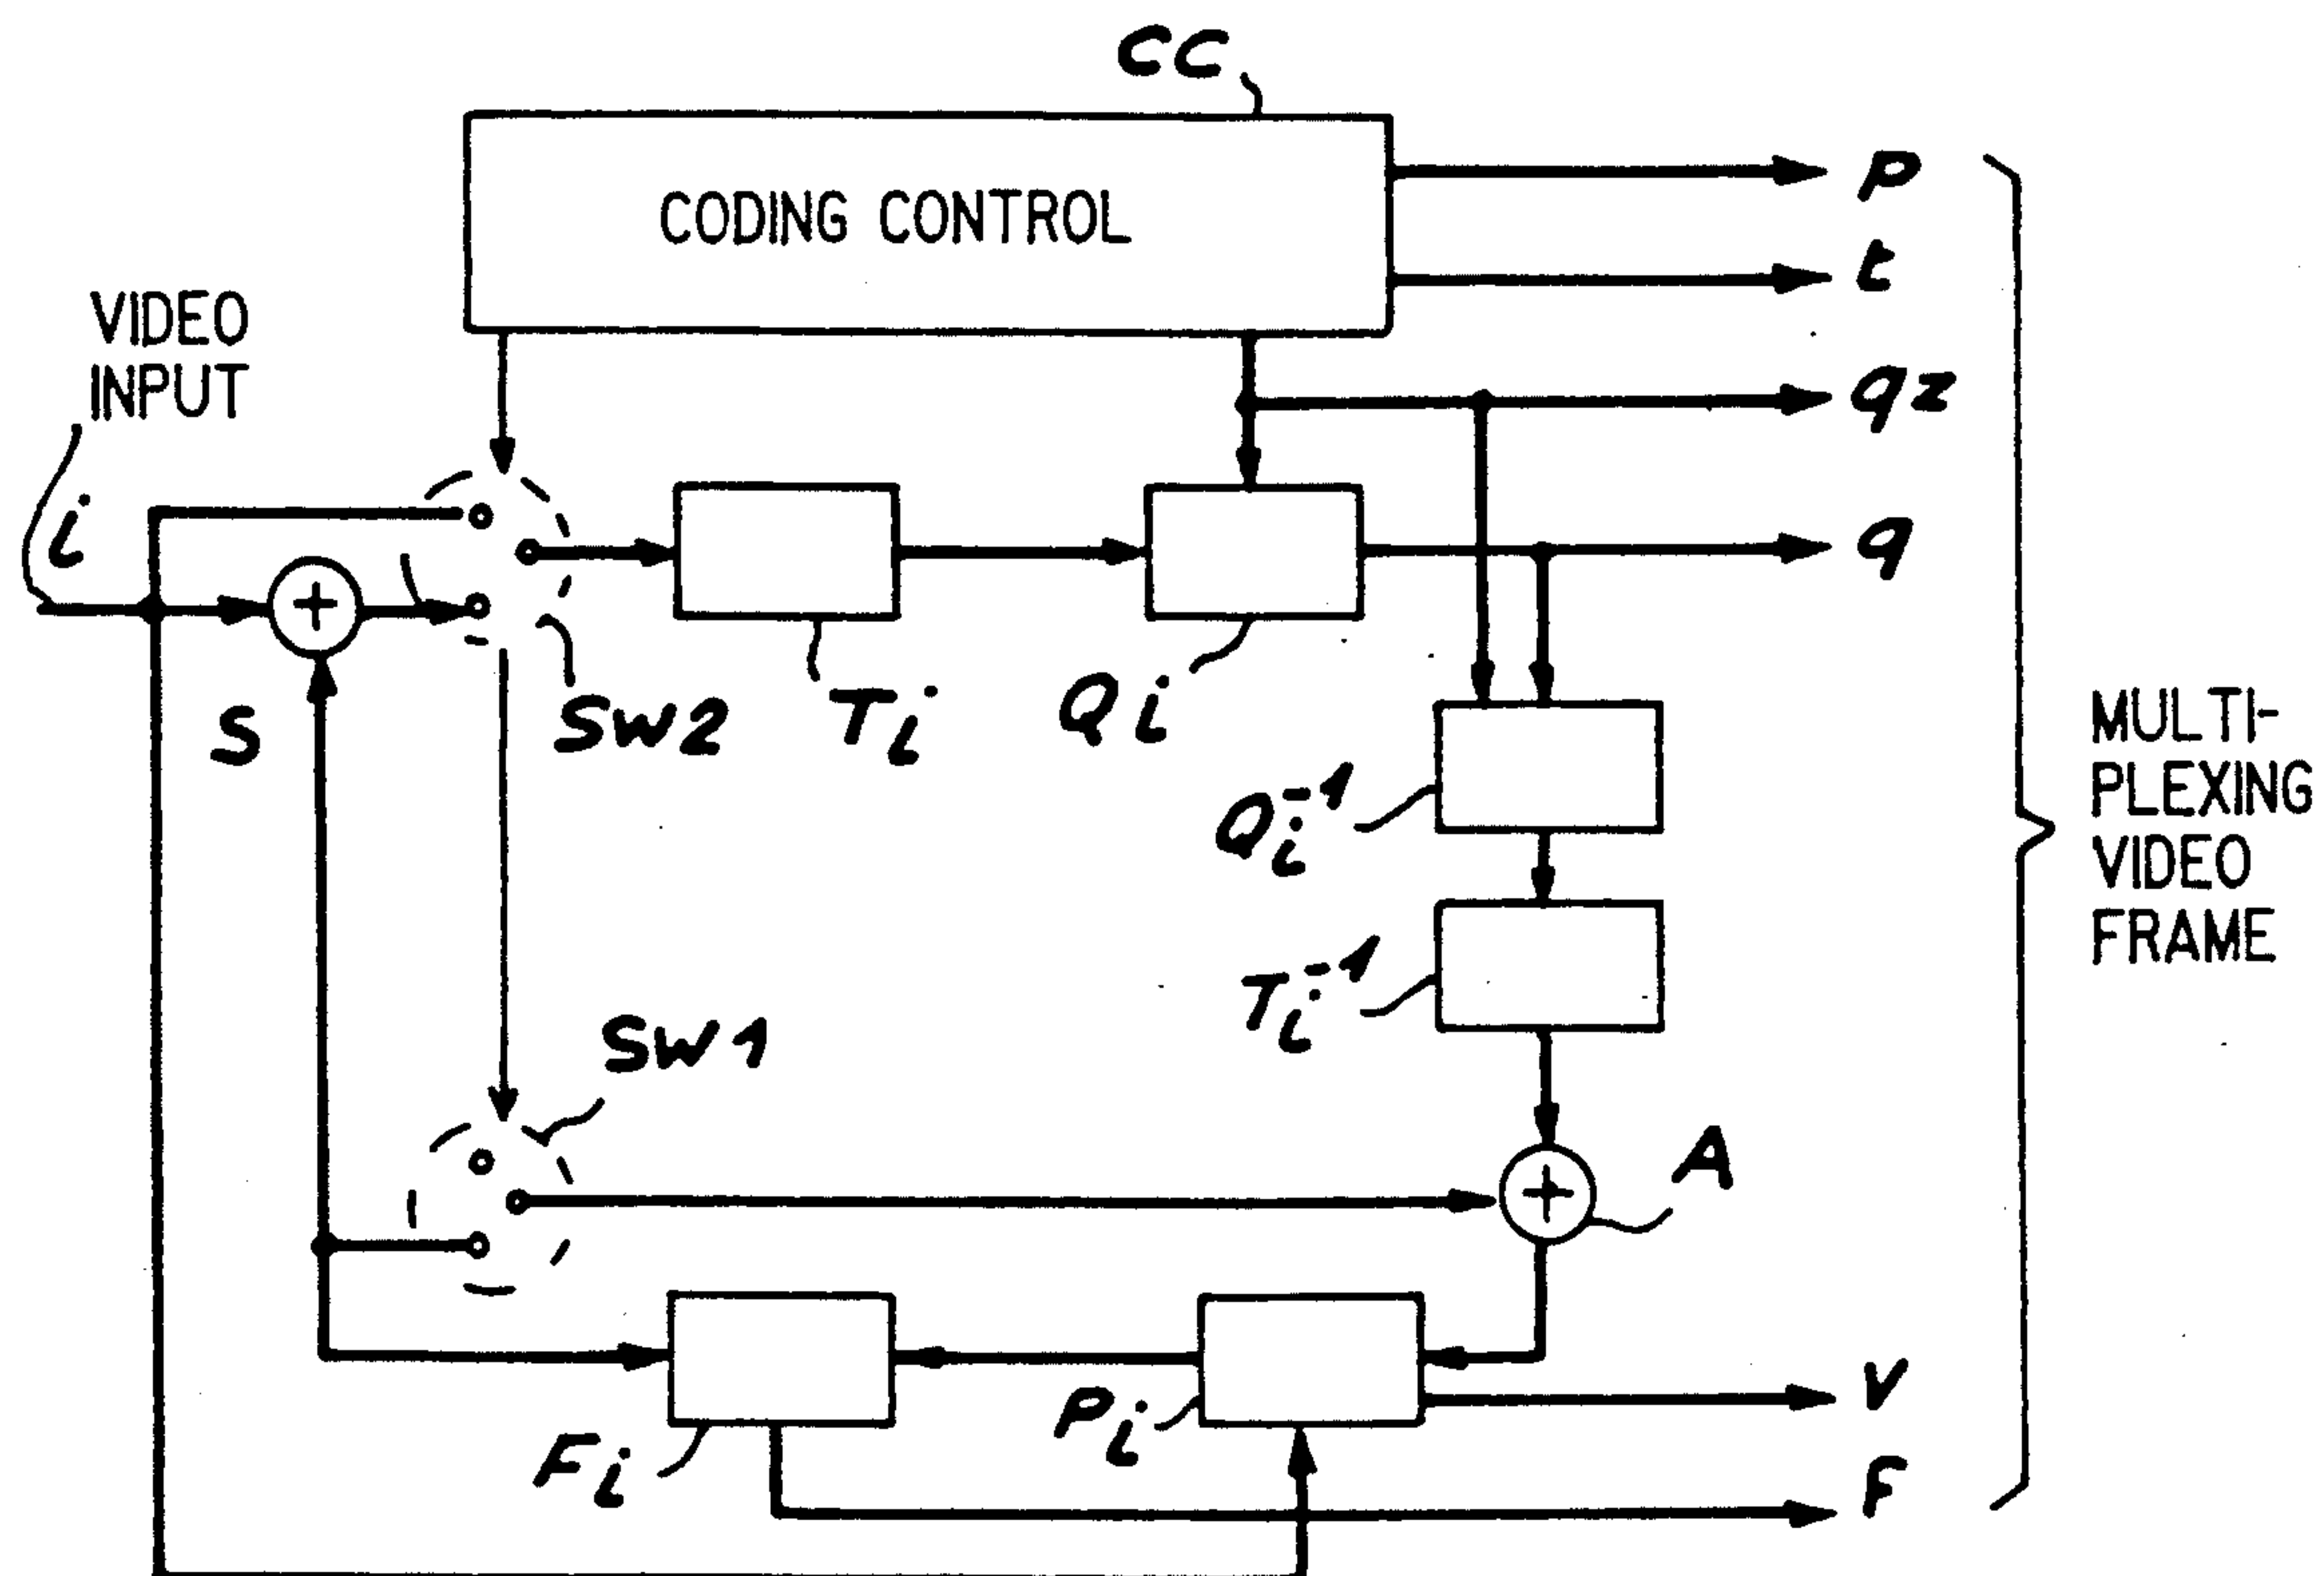 CC
CODING CONTROL
p
t
VIDEO
INPUT
qz
i
q
+
S
SW2
Ti
Qi
MULTI-
PLEXING
VIDEO
FRAME
Qi⁻¹
Ti⁻¹
SW1
A
+
V
Pi
Fi
F